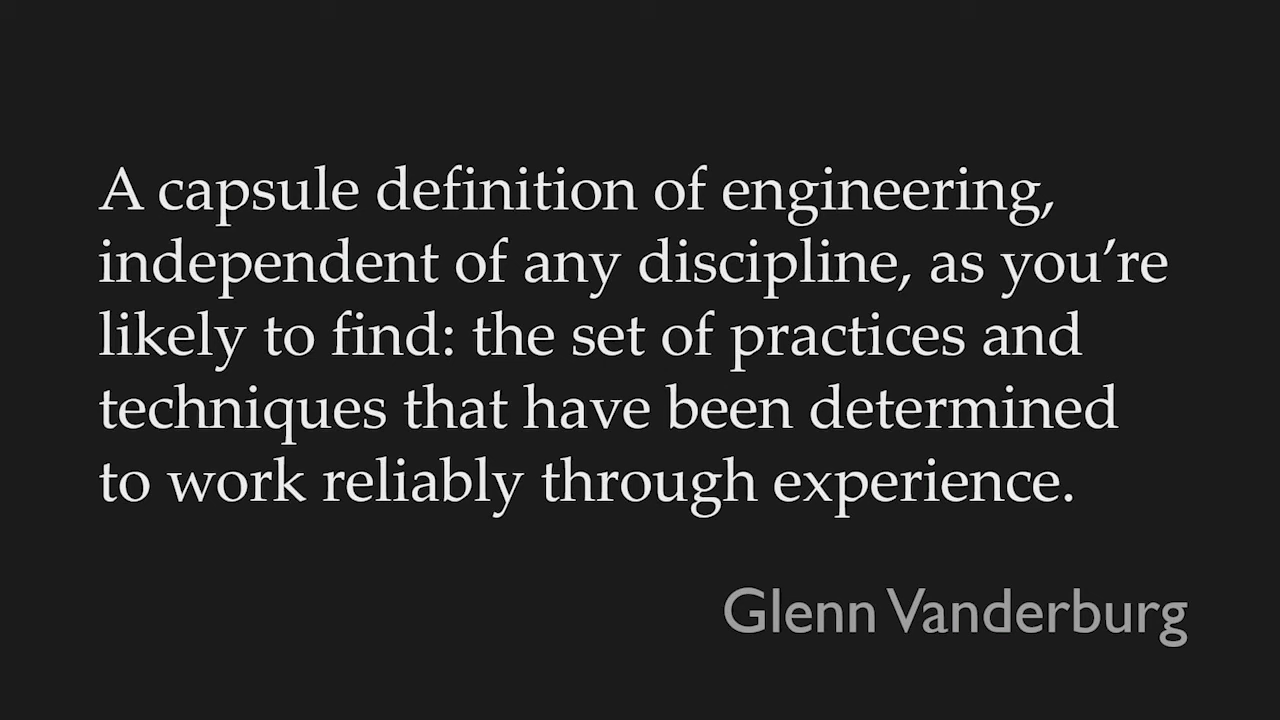 A capsule definition of engineering,
independent of any discipline, as you’re
likely to find: the set of practices and
techniques that have been determined
to work reliably through experience.
Glenn Vanderburg